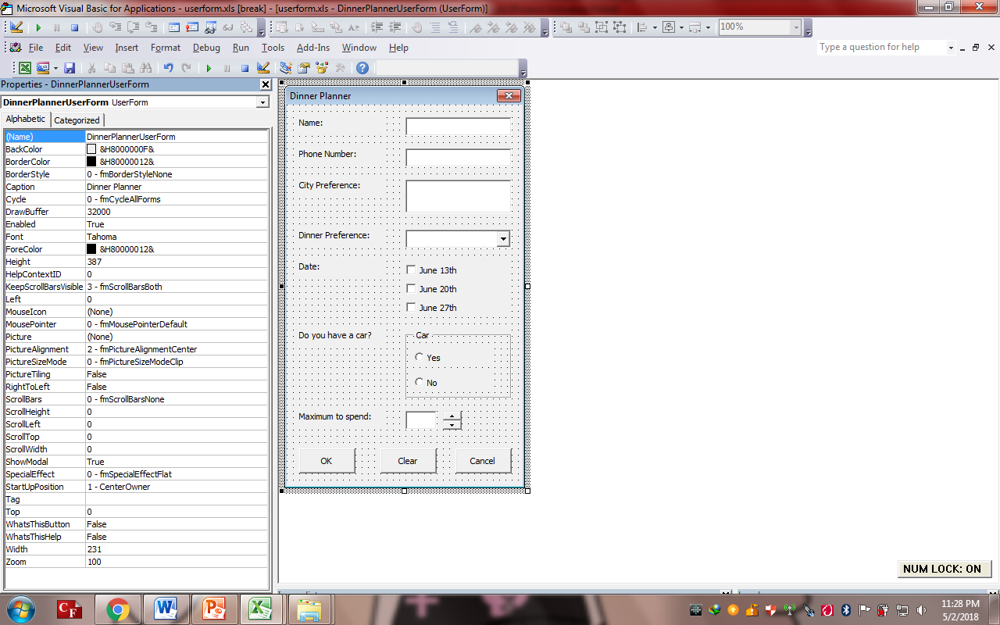 Microsoft Visual Basic for Applications - userform.xls [break] - [userform.xls - DinnerPlannerUserForm (UserForm)]
100%
File Edit View Insert Format Debug Run Tools Add-Ins Window Help
Type a question for help
Properties - DinnerPlannerUserForm
DinnerPlannerUserForm UserForm
Alphabetic Categorized
(Name) DinnerPlannerUserForm
BackColor &H8000000F&
BorderColor &H80000012&
BorderStyle 0 - fmBorderStyleNone
Caption Dinner Planner
Cycle 0 - fmCycleAllForms
DrawBuffer 32000
Enabled True
Font Tahoma
ForeColor &H80000012&
Height 387
HelpContextID 0
KeepScrollBarsVisible 3 - fmScrollBarsBoth
Left 0
MouseIcon (None)
MousePointer 0 - fmMousePointerDefault
Picture (None)
PictureAlignment 2 - fmPictureAlignmentCenter
PictureSizeMode 0 - fmPictureSizeModeClip
PictureTiling False
RightToLeft False
ScrollBars 0 - fmScrollBarsNone
ScrollHeight 0
ScrollLeft 0
ScrollTop 0
ScrollWidth 0
ShowModal True
SpecialEffect 0 - fmSpecialEffectFlat
StartUpPosition 1 - CenterOwner
Tag
Top 0
WhatsThisButton False
WhatsThisHelp False
Width 231
Zoom 100
Dinner Planner
Name:
Phone Number:
City Preference:
Dinner Preference:
Date:
June 13th
June 20th
June 27th
Do you have a car?
Car
Yes
No
Maximum to spend:
OK Clear Cancel
NUM LOCK: ON
11:28 PM
5/2/2018